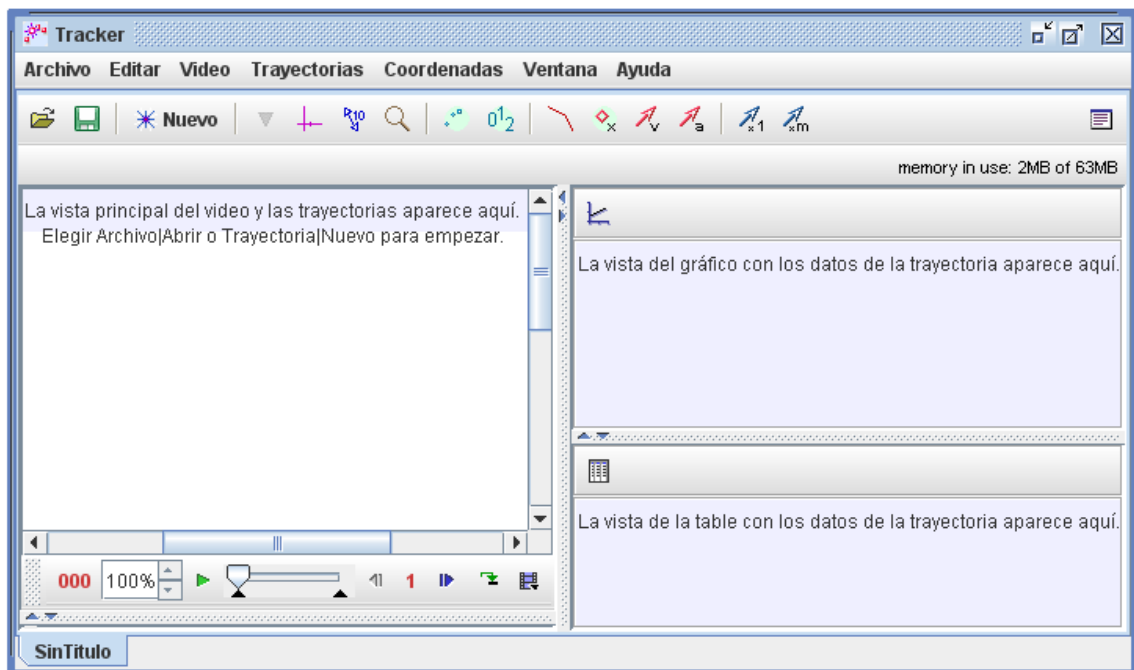 Tracker
Archivo Editar Video Trayectorias Coordenadas Ventana Ayuda
Nuevo
memory in use: 2MB of 63MB
La vista principal del video y las trayectorias aparece aquí.
Elegir Archivo|Abrir o Trayectoria|Nuevo para empezar.
La vista del gráfico con los datos de la trayectoria aparece aquí.
La vista de la table con los datos de la trayectoria aparece aquí.
000 100% 1
SinTitulo